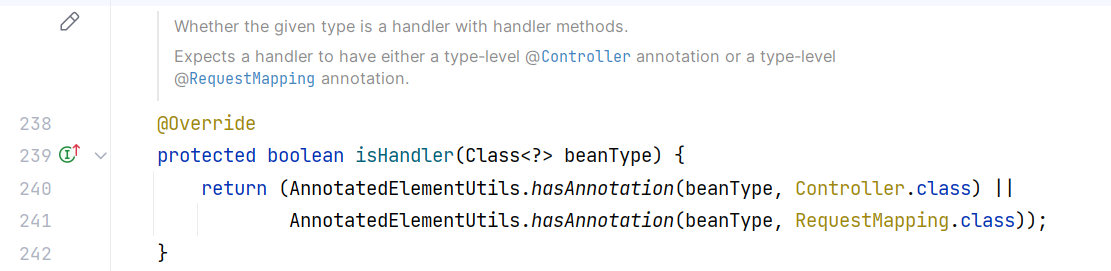 Whether the given type is a handler with handler methods.
Expects a handler to have either a type-level @Controller annotation or a type-level
@RequestMapping annotation.
238 @Override
239 protected boolean isHandler(Class<?> beanType) {
240 return (AnnotatedElementUtils.hasAnnotation(beanType, Controller.class) ||
241 AnnotatedElementUtils.hasAnnotation(beanType, RequestMapping.class));
242 }